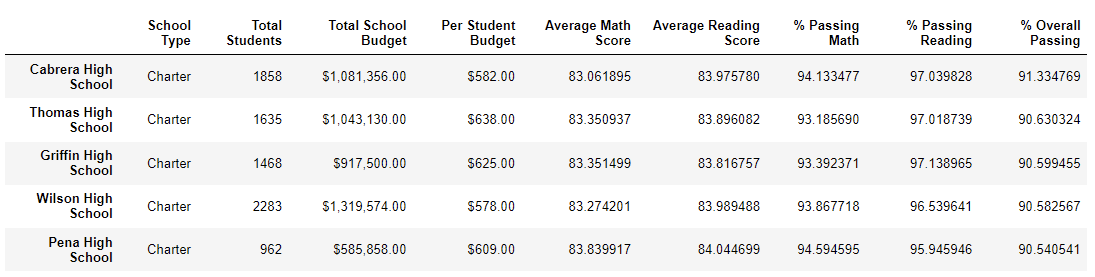 School Type Total Students Total School Budget Per Student Budget Average Math Score Average Reading Score % Passing Math % Passing Reading % Overall Passing
Cabrera High School Charter 1858 $1,081,356.00 $582.00 83.061895 83.975780 94.133477 97.039828 91.334769
Thomas High School Charter 1635 $1,043,130.00 $638.00 83.350937 83.896082 93.185690 97.018739 90.630324
Griffin High School Charter 1468 $917,500.00 $625.00 83.351499 83.816757 93.392371 97.138965 90.599455
Wilson High School Charter 2283 $1,319,574.00 $578.00 83.274201 83.989488 93.867718 96.539641 90.582567
Pena High School Charter 962 $585,858.00 $609.00 83.839917 84.044699 94.594595 95.945946 90.540541